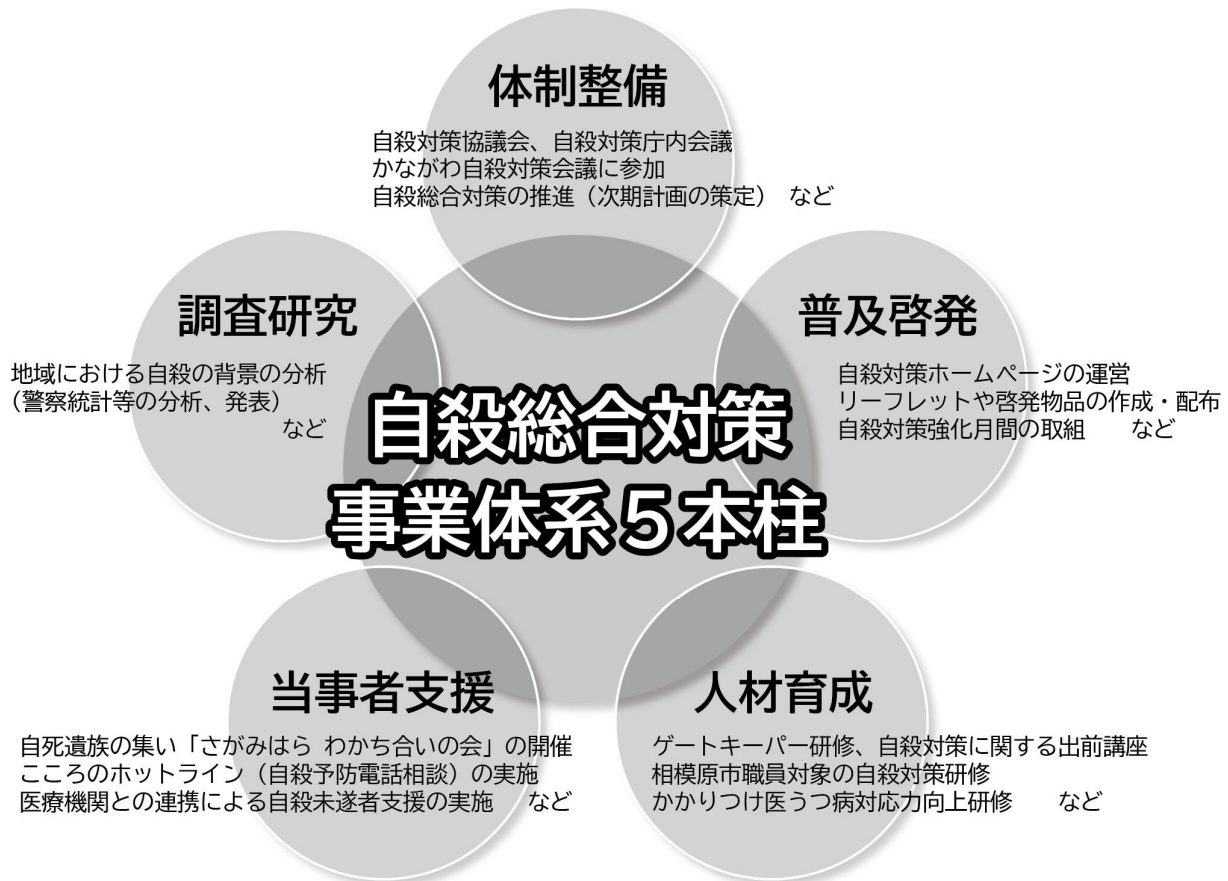 体制整備
自殺対策協議会、自殺対策庁内会議
かながわ自殺対策会議に参加
自殺総合対策の推進（次期計画の策定） など
調査研究
地域における自殺の背景の分析
（警察統計等の分析、発表）
など
普及啓発
自殺対策ホームページの運営
リーフレットや啓発物品の作成・配布
自殺対策強化月間の取組 など
自殺総合対策
事業体系５本柱
当事者支援
自死遺族の集い「さがみはら わかち合いの会」の開催
こころのホットライン（自殺予防電話相談）の実施
医療機関との連携による自殺未遂者支援の実施 など
人材育成
ゲートキーパー研修、自殺対策に関する出前講座
相模原市職員対象の自殺対策研修
かかりつけ医うつ病対応力向上研修 など